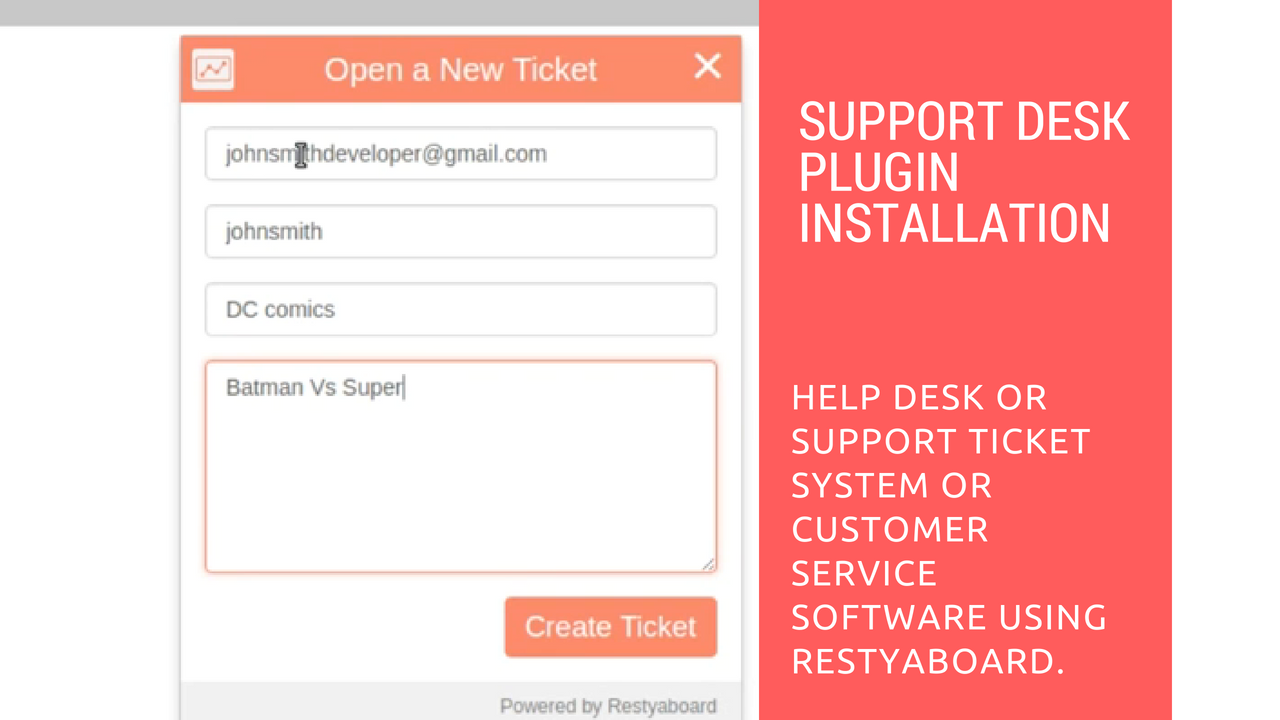 Open a New Ticket
johnsmithdeveloper@gmail.com
johnsmith
DC comics
Batman Vs Super
Create Ticket
Powered by Restyaboard
SUPPORT DESK
PLUGIN
INSTALLATION
HELP DESK OR
SUPPORT TICKET
SYSTEM OR
CUSTOMER
SERVICE
SOFTWARE USING
RESTYABOARD.